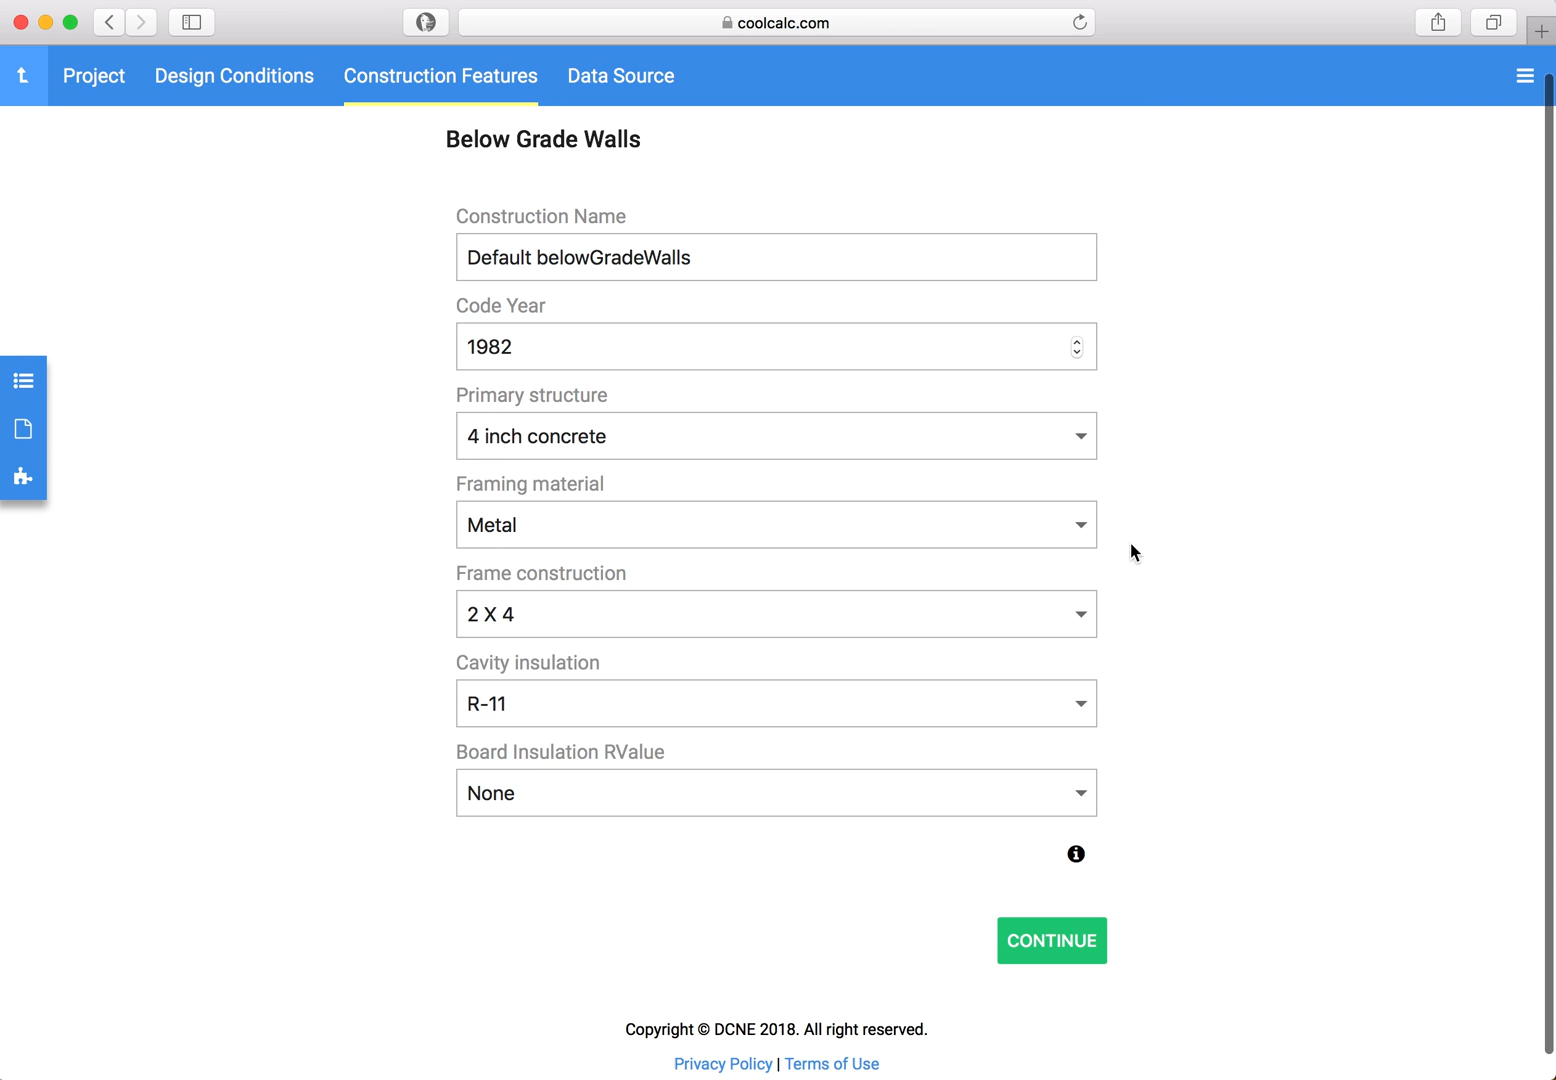 coolcalc.com
t Project Design Conditions Construction Features Data Source
Below Grade Walls
Construction Name
Default belowGradeWalls
Code Year
1982
Primary structure
4 inch concrete
Framing material
Metal
Frame construction
2 X 4
Cavity insulation
R-11
Board Insulation RValue
None
CONTINUE
Copyright © DCNE 2018. All right reserved.
Privacy Policy | Terms of Use